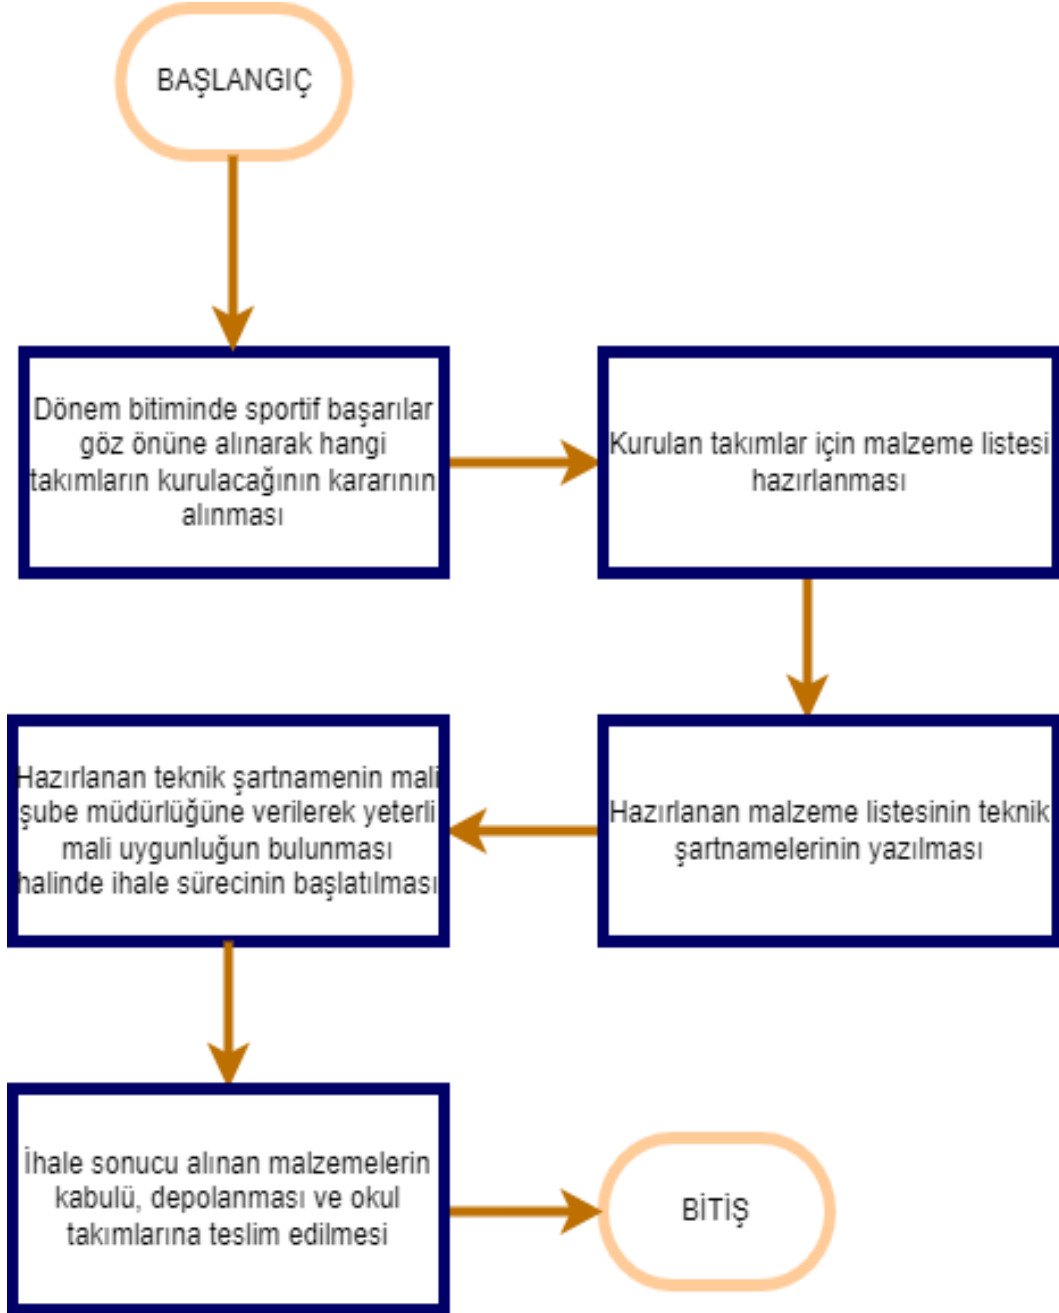 BAŞLANGIÇ
Dönem bitiminde sportif başarılar
göz önüne alınarak hangi
takımların kurulacağının kararının
alınması
Kurulan takımlar için malzeme listesi
hazırlanması
Hazırlanan malzeme listesinin teknik
şartnamelerinin yazılması
Hazırlanan teknik şartnamenin mali
şube müdürlüğüne verilerek yeterli
mali uygunluğun bulunması
halinde ihale sürecinin başlatılması
İhale sonucu alınan malzemelerin
kabulü, depolanması ve okul
takımlarına teslim edilmesi
BİTİŞ